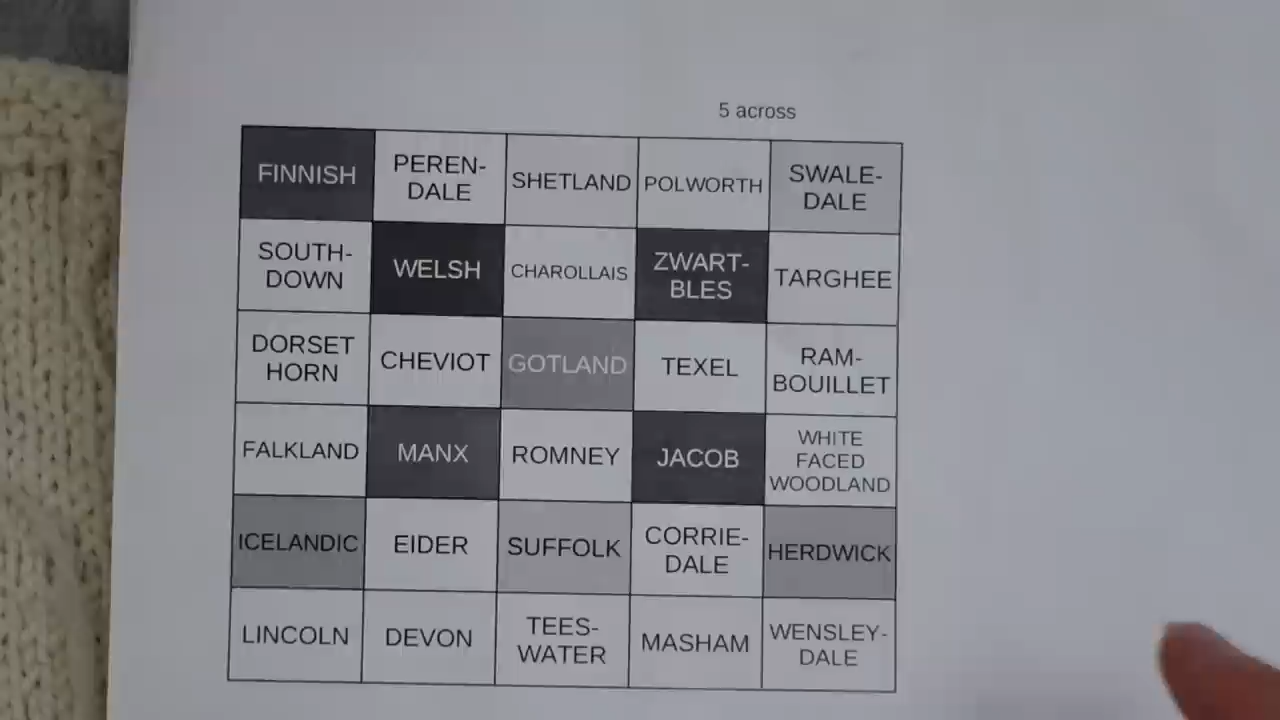 5 across
FINNISH
PEREN-
DALE
SHETLAND
POLWORTH
SWALE-
DALE
SOUTH-
DOWN
WELSH
CHAROLLAIS
ZWART-
BLES
TARGHEE
DORSET
HORN
CHEVIOT
GOTLAND
TEXEL
RAM-
BOUILLET
FALKLAND
MANX
ROMNEY
JACOB
WHITE
FACED
WOODLAND
ICELANDIC
EIDER
SUFFOLK
CORRIE-
DALE
HERDWICK
LINCOLN
DEVON
TEES-
WATER
MASHAM
WENSLEY-
DALE